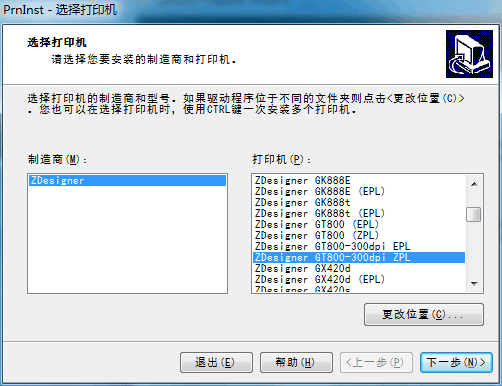 PrnInst - 选择打印机
选择打印机
请选择您要安装的制造商和打印机.
选择打印机的制造商和型号. 如果驱动程序位于不同的文件夹则点击<更改位置(C)>
. 您也可以在选择打印机时, 使用CTRL键一次安装多个打印机.
制造商(M):
ZDesigner
打印机(P):
ZDesigner GK888E
ZDesigner GK888E (EPL)
ZDesigner GK888t
ZDesigner GK888t (EPL)
ZDesigner GT800 (EPL)
ZDesigner GT800 (ZPL)
ZDesigner GT800-300dpi EPL
ZDesigner GT800-300dpi ZPL
ZDesigner GX420d
ZDesigner GX420d (EPL)
ZDesigner GX420s
更改位置(C)...
退出(E)
帮助(H)
<上一步(P)
下一步(N)>